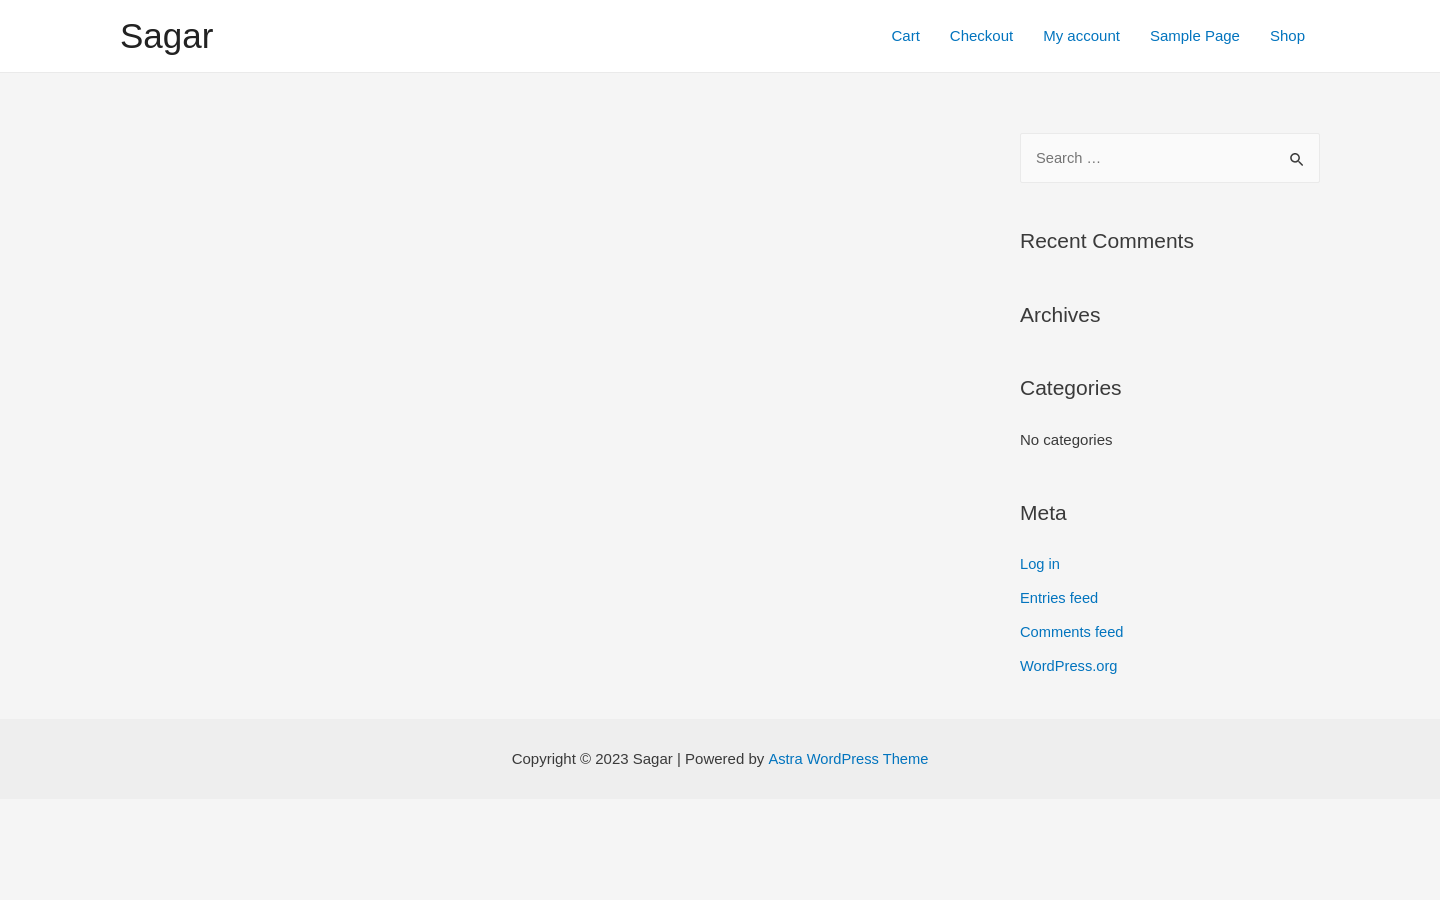 Sagar
Cart Checkout My account Sample Page Shop
Search …
Recent Comments
Archives
Categories
No categories
Meta
Log in
Entries feed
Comments feed
WordPress.org
Copyright © 2023 Sagar | Powered by Astra WordPress Theme